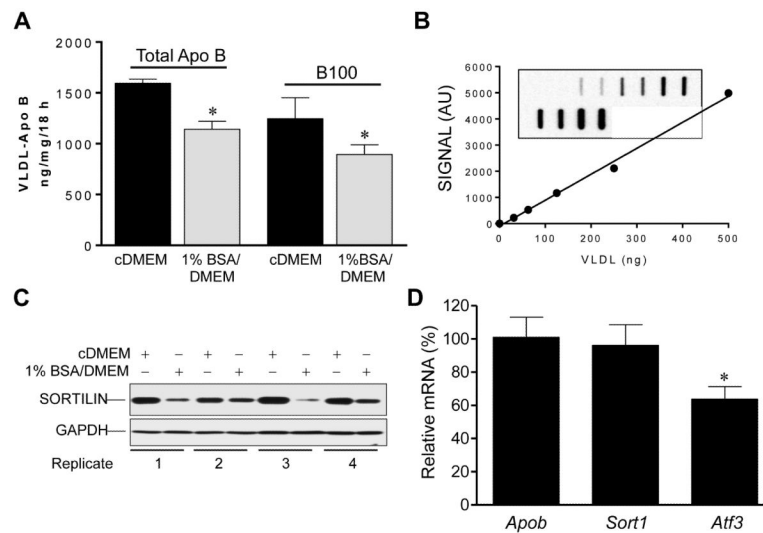 A
Total Apo B
B100
VLDL-Apo B
ng/mg/18 h
2000
1500
1000
500
0
*
*
cDMEM
1% BSA/
DMEM
cDMEM
1%BSA/
DMEM
B
SIGNAL (AU)
6000
5000
4000
3000
2000
1000
0
100
200
300
400
500
VLDL (ng)
C
cDMEM + − + − + − + −
1% BSA/DMEM − + − + − + − +
SORTILIN
GAPDH
Replicate 1 2 3 4
D
Relative mRNA (%)
120
100
80
60
40
20
0
*
Apob
Sort1
Atf3